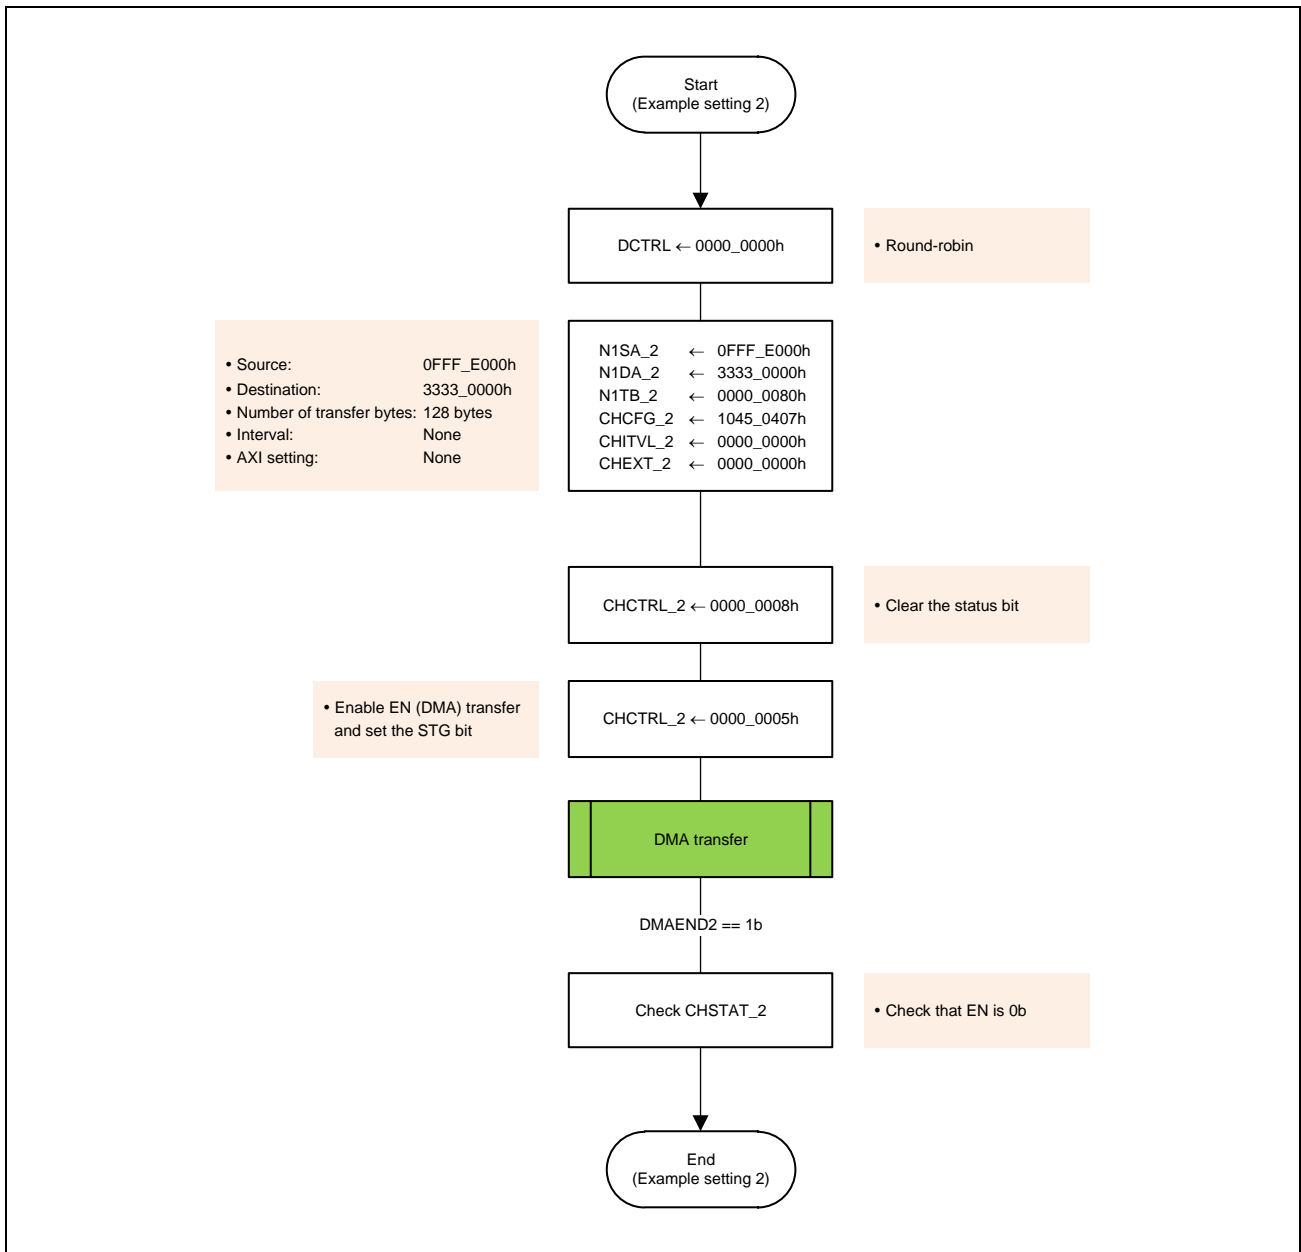 Start
(Example setting 2)
DCTRL ← 0000_0000h
• Round-robin
• Source: 0FFF_E000h
• Destination: 3333_0000h
• Number of transfer bytes: 128 bytes
• Interval: None
• AXI setting: None
N1SA_2 ← 0FFF_E000h
N1DA_2 ← 3333_0000h
N1TB_2 ← 0000_0080h
CHCFG_2 ← 1045_0407h
CHITVL_2 ← 0000_0000h
CHEXT_2 ← 0000_0000h
CHCTRL_2 ← 0000_0008h
• Clear the status bit
• Enable EN (DMA) transfer
and set the STG bit
CHCTRL_2 ← 0000_0005h
DMA transfer
DMAEND2 == 1b
Check CHSTAT_2
• Check that EN is 0b
End
(Example setting 2)